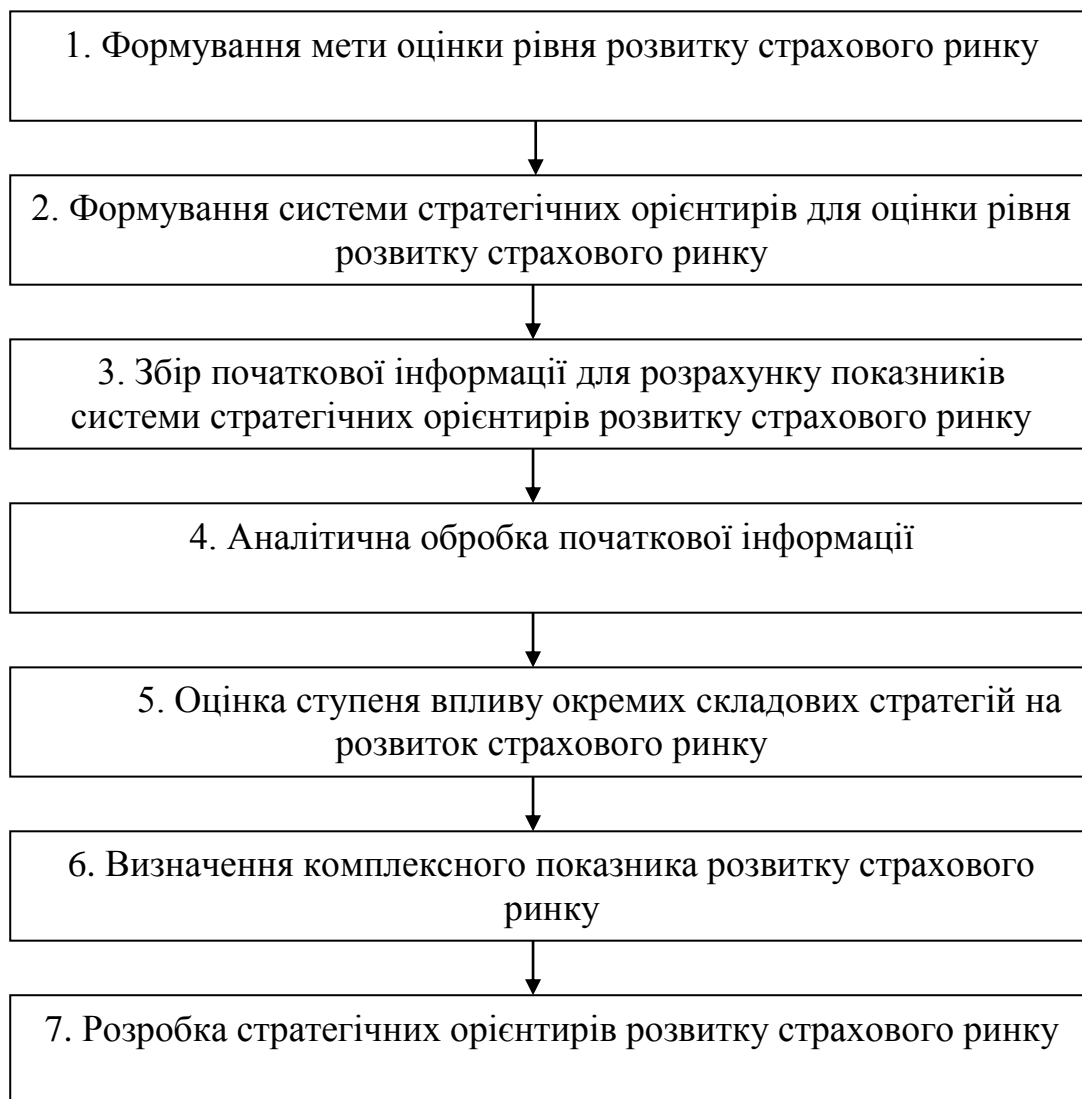 1. Формування мети оцінки рівня розвитку страхового ринку
2. Формування системи стратегічних орієнтирів для оцінки рівня
розвитку страхового ринку
3. Збір початкової інформації для розрахунку показників
системи стратегічних орієнтирів розвитку страхового ринку
4. Аналітична обробка початкової інформації
5. Оцінка ступеня впливу окремих складових стратегій на
розвиток страхового ринку
6. Визначення комплексного показника розвитку страхового
ринку
7. Розробка стратегічних орієнтирів розвитку страхового ринку